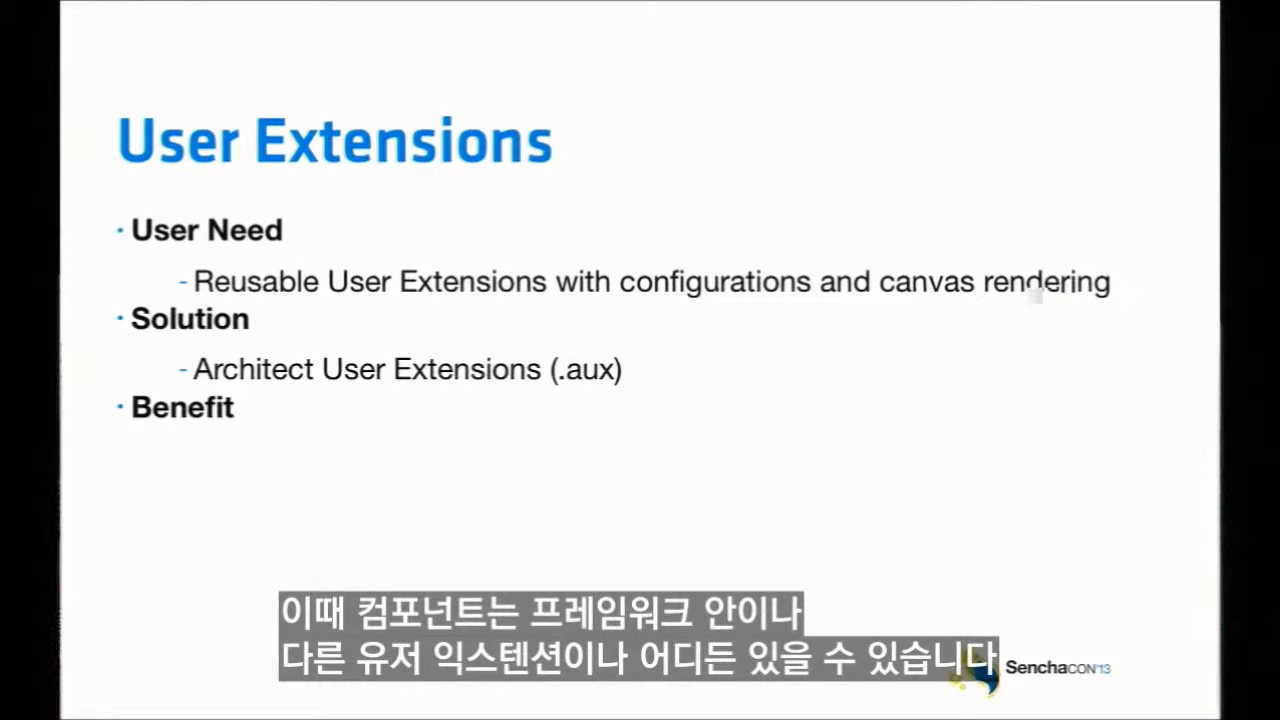 User Extensions
· User Need
- Reusable User Extensions with configurations and canvas rendering
· Solution
- Architect User Extensions (.aux)
· Benefit
이때 컴포넌트는 프레임워크 안이나
다른 유저 익스텐션이나 어디든 있을 수 있습니다
SenchaCON'13